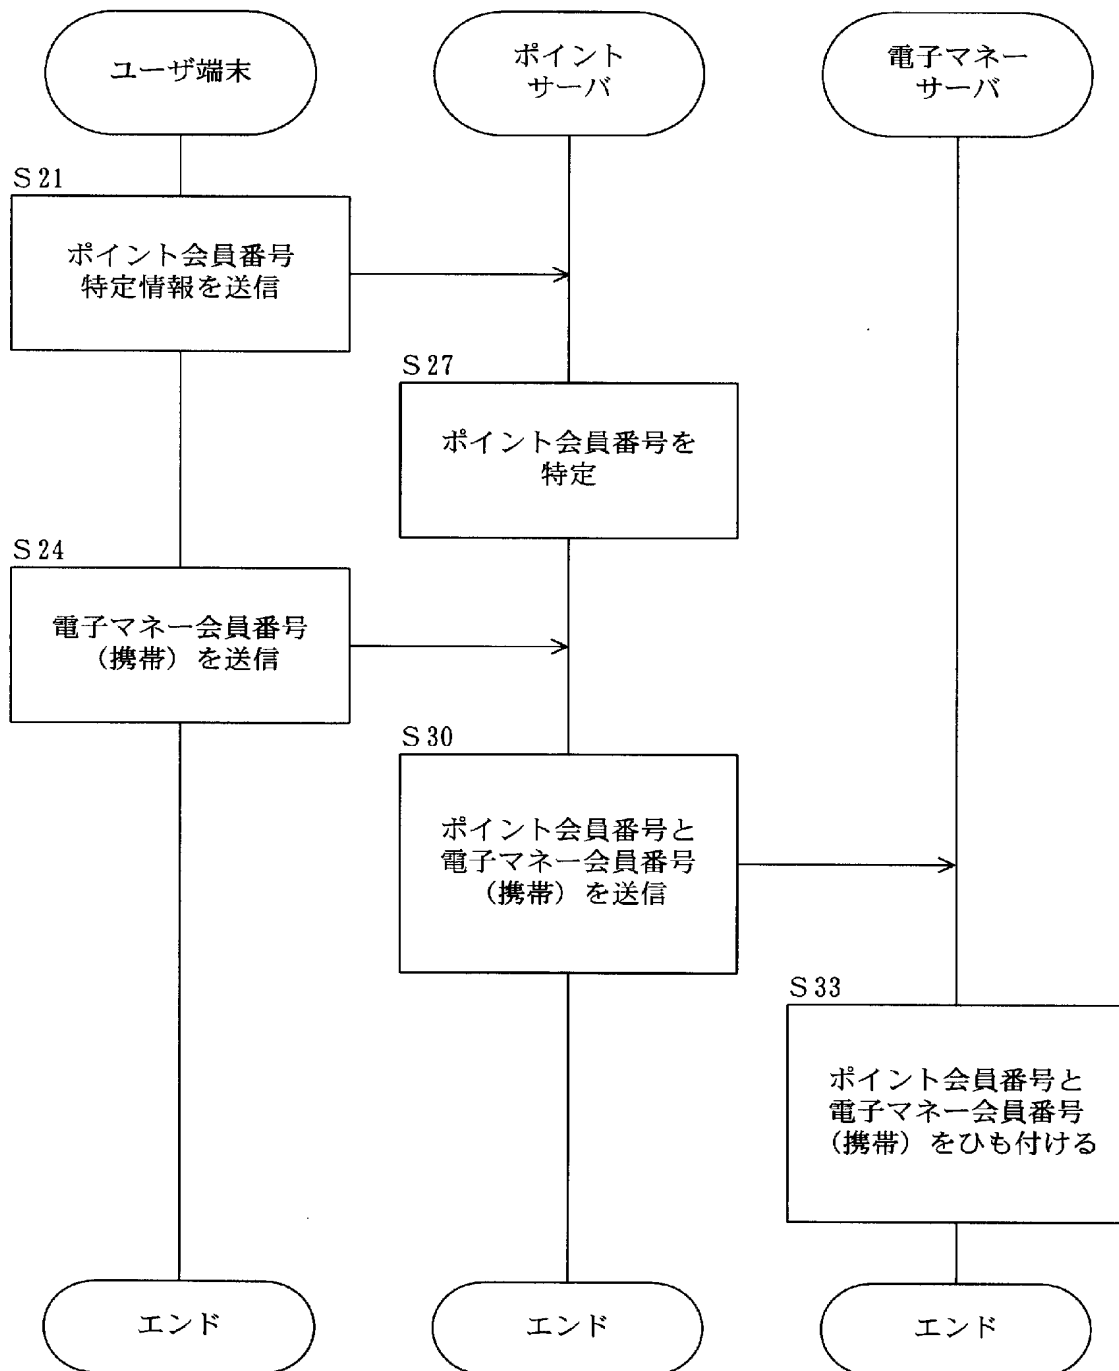 ユーザ端末
ポイント
サーバ
電子マネー
サーバ
S21
ポイント会員番号
特定情報を送信
S27
ポイント会員番号を
特定
S24
電子マネー会員番号
（携帯）を送信
S30
ポイント会員番号と
電子マネー会員番号
（携帯）を送信
S33
ポイント会員番号と
電子マネー会員番号
（携帯）をひも付ける
エンド
エンド
エンド